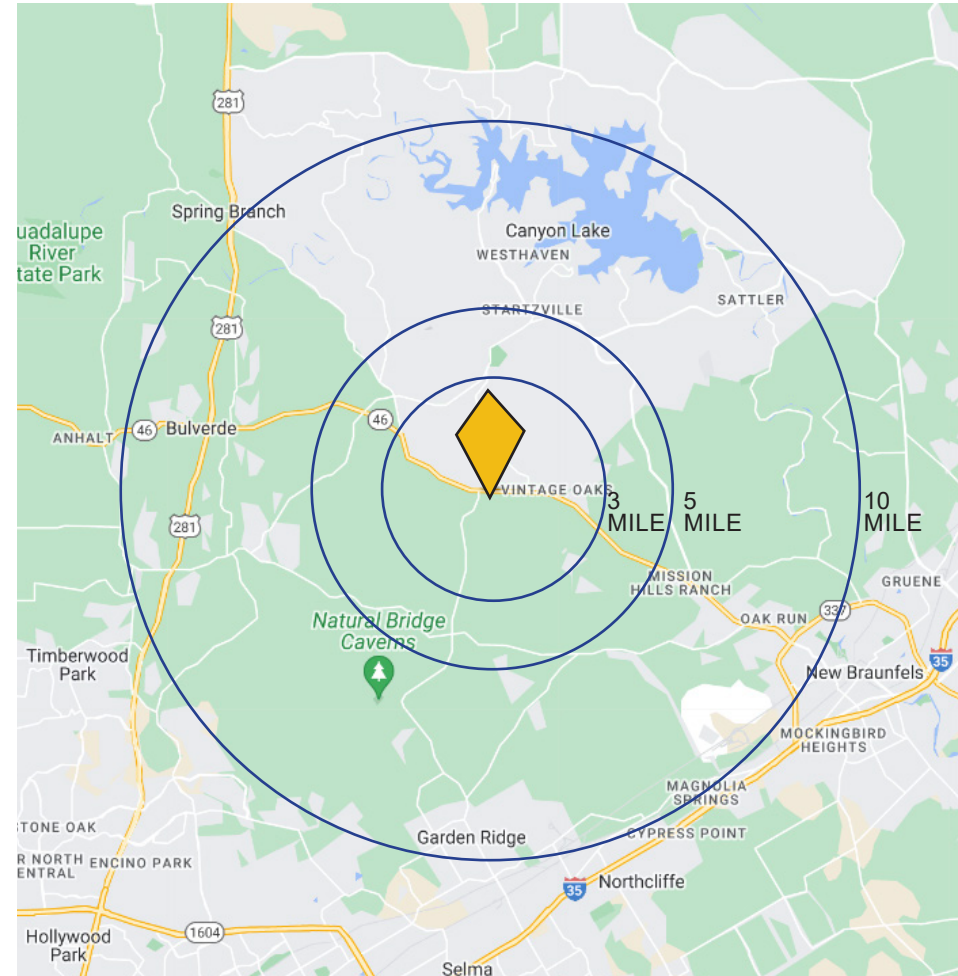 281
Spring Branch
uadalupe
River
tate Park
Canyon Lake
WESTHAVEN
SATTLER
STARTZVILLE
281
46
ANHALT
46
Bulverde
VINTAGE OAKS
3
MILE
5
MILE
10
MILE
281
MISSION
HILLS RANCH
GRUENE
337
OAK RUN
Natural Bridge
Caverns
Timberwood
Park
35
New Braunfels
MOCKINGBIRD
HEIGHTS
MAGNOLIA
SPRINGS
TONE OAK
Garden Ridge
CYPRESS POINT
R NORTH
ENTRAL
ENCINO PARK
35
Northcliffe
1604
Hollywood
Park
Selma